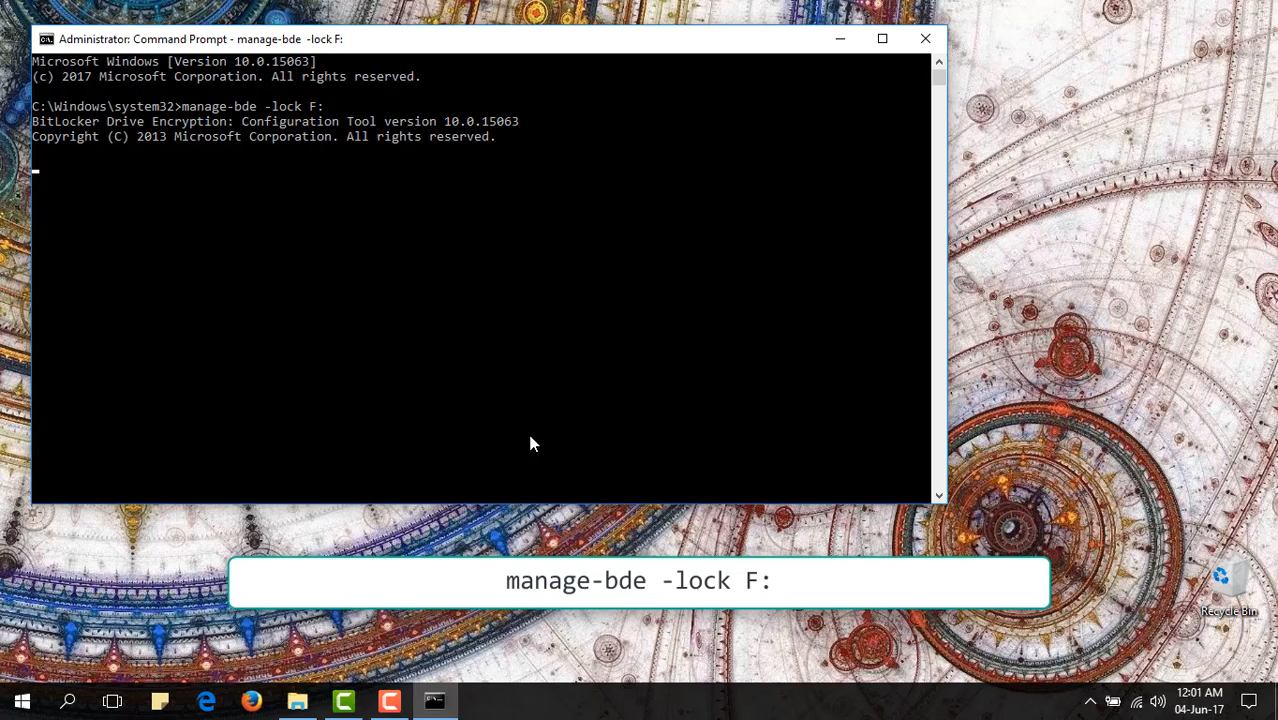 Administrator: Command Prompt - manage-bde  -lock F:
Microsoft Windows [Version 10.0.15063]
(c) 2017 Microsoft Corporation. All rights reserved.
C:\Windows\system32>manage-bde -lock F:
BitLocker Drive Encryption: Configuration Tool version 10.0.15063
Copyright (C) 2013 Microsoft Corporation. All rights reserved.
manage-bde -lock F:
Recycle Bin
12:01 AM
04-Jun-17